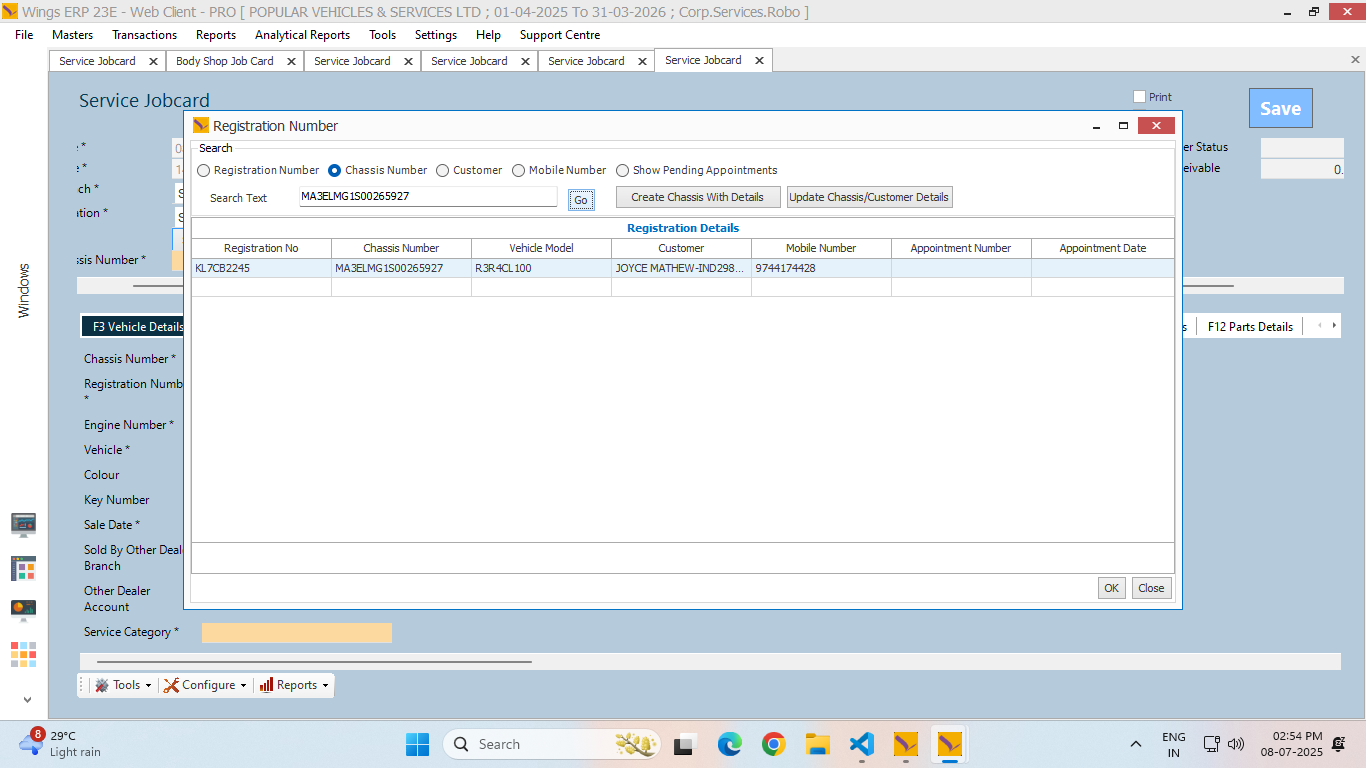 Wings ERP 23E - Web Client - PRO [ POPULAR VEHICLES & SERVICES LTD ; 01-04-2025 To 31-03-2026 ; Corp.Services.Robo ]
File Masters Transactions Reports Analytical Reports Tools Settings Help Support Centre
Service Jobcard Body Shop Job Card Service Jobcard Service Jobcard Service Jobcard Service Jobcard
Service Jobcard
Print
Save
Registration Number
Search
Registration Number Chassis Number Customer Mobile Number Show Pending Appointments
Search Text MA3ELMG1S00265927 Go Create Chassis With Details Update Chassis/Customer Details
Registration Details
Registration No Chassis Number Vehicle Model Customer Mobile Number Appointment Number Appointment Date
KL7CB2245 MA3ELMG1S00265927 R3R4CL100 JOYCE MATHEW-IND298... 9744174428
OK Close
er Status
eivable 0.
*
*
ch *
ation *
ssis Number *
Windows
F3 Vehicle Details
s F12 Parts Details
Chassis Number *
Registration Numb
*
Engine Number *
Vehicle *
Colour
Key Number
Sale Date *
Sold By Other Deal
Branch
Other Dealer
Account
Service Category *
Tools Configure Reports
8
29°C
Light rain
Search
ENG
IN
02:54 PM
08-07-2025